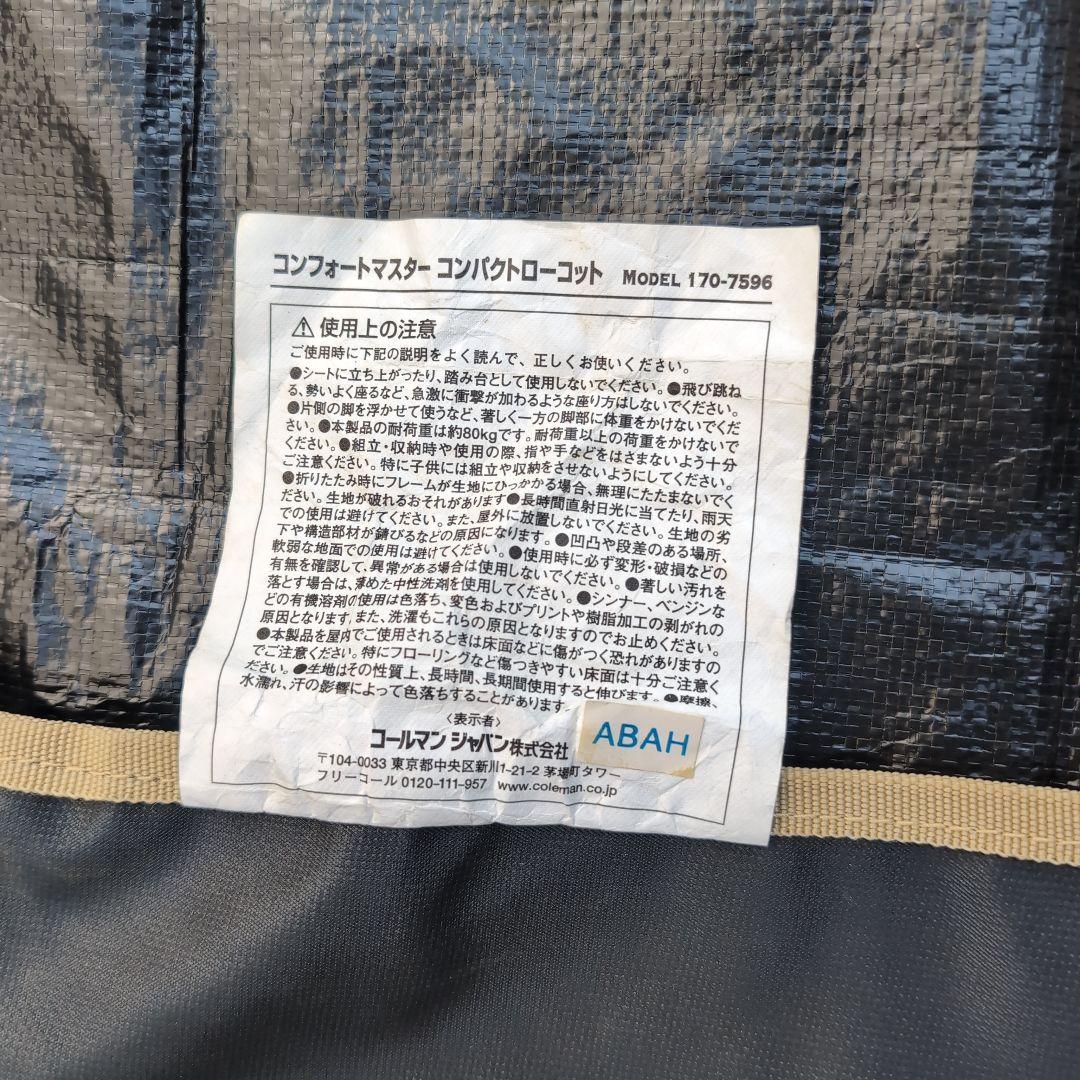 コンフォートマスター コンパクトローコット MODEL 170-7596
⚠ 使用上の注意
ご使用時に下記の説明をよく読んで、正しくお使いください。
●シートに立ち上がったり、踏み台として使用しないでください。●飛び跳ね
る、勢いよく座るなど、急激に衝撃が加わるような座り方はしないでください。
●片側の脚を浮かせて使うなど、著しく一方の脚部に体重をかけないでくだ
さい。●本製品の耐荷重は約80kgです。耐荷重以上の荷重をかけないで
ください。●組立・収納時や使用の際、指や手などをはさまないよう十分
ご注意ください。特に子供には組立や収納をさせないようにしてください。
●折りたたみ時にフレームが生地にひっかかる場合、無理にたたまないでく
ださい。生地が破れるおそれがあります●長時間直射日光に当てたり、雨天
での使用は避けてください。また、屋外に放置しないでください。生地の劣
下や構造部材が錆びるなどの原因になります。●凹凸や段差のある場所、
軟弱な地面での使用は避けてください。●使用時に必ず変形・破損などの
有無を確認して、異常がある場合は使用しないでください。●著しい汚れを
落とす場合は、薄めた中性洗剤を使用してください。●シンナー、ベンジンな
どの有機溶剤の使用は色落ち、変色およびプリントや樹脂加工の剥がれの
原因となります。また、洗濯もこれらの原因となりますのでお止めください。
●本製品を屋内でご使用されるときは床面などに傷がつく恐れがありますの
でご注意ください。特にフローリングなど傷つきやすい床面は十分ご注意く
ださい。●生地はその性質上、長時間、長期間使用すると伸びます。●摩擦、
水濡れ、汗の影響によって色落ちすることがあります。
〈表示者〉
コールマン ジャパン株式会社
〒104-0033 東京都中央区新川1-21-2 茅場町タワー
フリーコール 0120-111-957 www.coleman.co.jp
ABAH